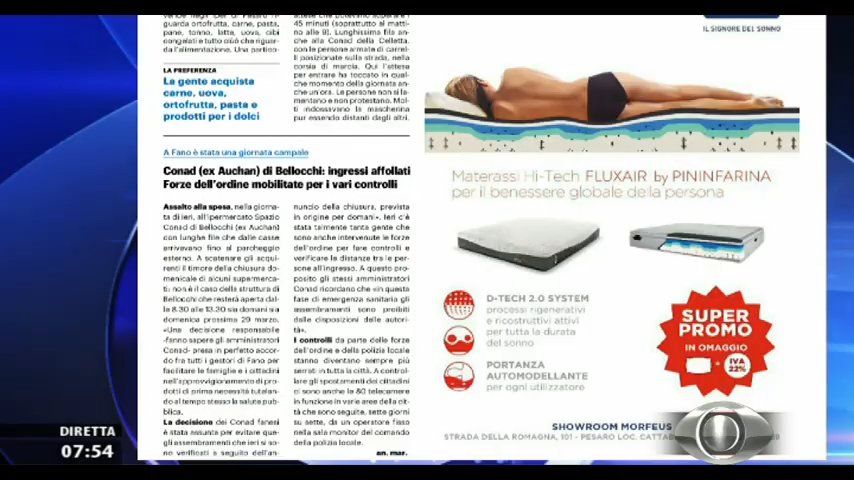 guarda ortofrutta, carne, pasta,
pane, tonno, latte, uova, cibi
congelati e tutto ciò che riguar-
da l'alimentazione. Una partico-
LA PREFERENZA
La gente acquista
carne, uova,
ortofrutta, pasta e
prodotti per i dolci
45 minuti (soprattutto al matti-
no alle 9). Lunghissima fila an-
che alla Conad della Celletta,
con le persone armate di carrel-
li posizionate sulla strada, nella
corsia di marcia. Qui l'attesa
per entrare ha toccato in qual-
che momento della giornata an-
che un'ora. Le persone non si la-
mentano e non protestano. Mol-
ti indossavano la mascherina
pur essendo distanti dagli altri.
A Fano è stata una giornata campale
Conad (ex Auchan) di Bellocchi: ingressi affollati
Forze dell'ordine mobilitate per i vari controlli
Assalto alla spesa, nella giorna-
ta di ieri, all'Ipermercato Spazio
Conad di Bellocchi (ex Auchan)
con lunghe file che dalle casse
arrivavano fino al parcheggio
esterno. A scatenare gli acqui-
renti il timore della chiusura do-
menicale di alcuni supermerca-
ti: non è il caso della struttura di
Bellocchi che resterà aperta dal-
le 8.30 alle 13.30 sia domani sia
domenica prossima 29 marzo.
«Una decisione responsabile
-fanno sapere gli amministratori
Conad- presa in perfetto accor-
do fra tutti i gestori di Fano per
facilitare le famiglie e i cittadini
nell'approvvigionamento di pro-
dotti di prima necessità tutelan-
do al tempo stesso la salute pub-
blica.
La decisione dei Conad fanesi
è stata assunta per evitare que-
gli assembramenti che ieri si so-
no verificati a seguito dell'an-
nuncio della chiusura, prevista
in origine per domani». Ieri c'è
stata talmente tanta gente che
sono anche intervenute le forze
dell'ordine per fare controlli e
verificare la distanza tra le per-
sone all'ingresso. A questo pro-
posito gli stessi amministratori
Conad ricordano che «in questa
fase di emergenza sanitaria gli
assembramenti sono proibiti
dalle disposizioni delle autori-
tà».
I controlli da parte delle forze
dell'ordine e della polizia locale
stanno diventando sempre più
serrati in tutta la città. A control-
lare gli spostamenti dei cittadini
ci sono anche le 80 telecamere
in funzione in varie aree della cit-
tà che sono seguite, sette giorni
su sette, da un operatore fisso
nella sala monitor del comando
della polizia locale.
an. mar.
IL SIGNORE DEL SONNO
Materassi Hi-Tech FLUXAIR by PININFARINA
per il benessere globale della persona
D-TECH 2.0 SYSTEM
processi rigenerativi
e ricostruttivi attivi
per tutta la durata
del sonno
PORTANZA
AUTOMODELLANTE
per ogni utilizzatore
SUPER
PROMO
IN OMAGGIO
+ IVA
22%
SHOWROOM MORFEUS
STRADA DELLA ROMAGNA, 101 - PESARO LOC. CATTAB
DIRETTA
07:54